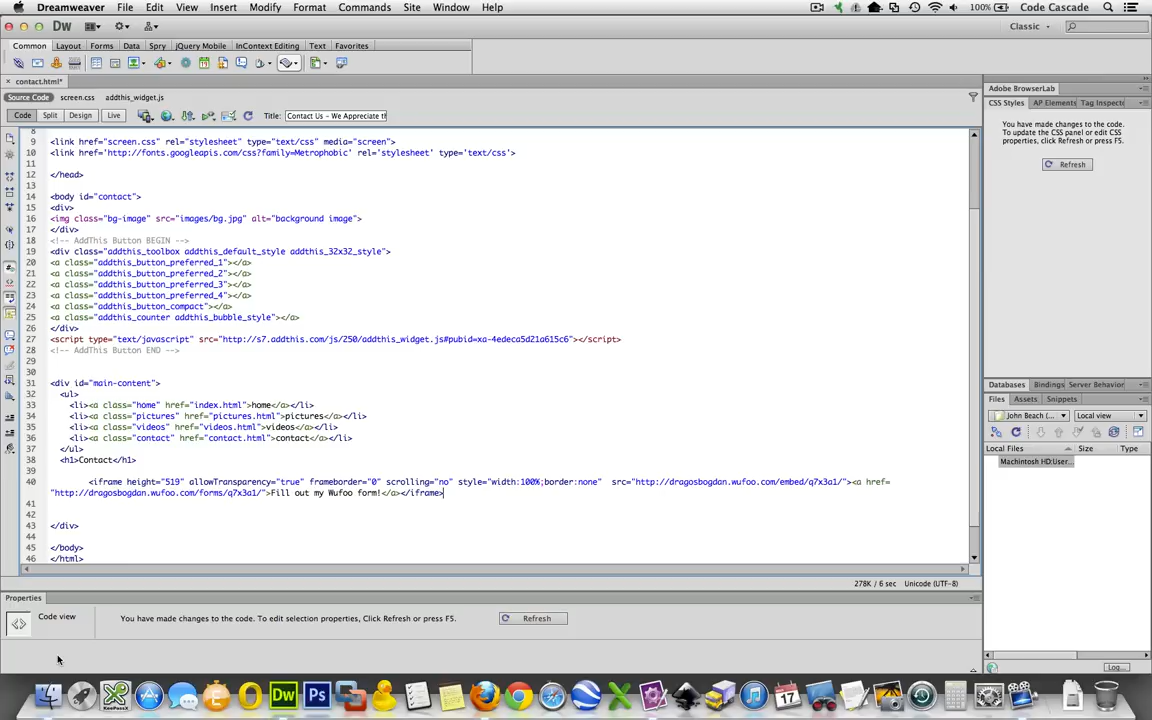 Dreamweaver File Edit View Insert Modify Format Commands Site Window Help 100% Code Cascade
Dw Classic
Common Layout Forms Data Spry jQuery Mobile InContext Editing Text Favorites
contact.html*
Source Code screen.css addthis_widget.js
Code Split Design Live Title: Contact Us - We Appreciate th
8
9 <link href="screen.css" rel="stylesheet" type="text/css" media="screen">
10 <link href='http://fonts.googleapis.com/css?family=Metrophobic' rel='stylesheet' type='text/css'>
11
12 </head>
13
14 <body id="contact">
15 <div>
16 <img class="bg-image" src="images/bg.jpg" alt="background image">
17 </div>
18 <!-- AddThis Button BEGIN -->
19 <div class="addthis_toolbox addthis_default_style addthis_32x32_style">
20 <a class="addthis_button_preferred_1"></a>
21 <a class="addthis_button_preferred_2"></a>
22 <a class="addthis_button_preferred_3"></a>
23 <a class="addthis_button_preferred_4"></a>
24 <a class="addthis_button_compact"></a>
25 <a class="addthis_counter addthis_bubble_style"></a>
26 </div>
27 <script type="text/javascript" src="http://s7.addthis.com/js/250/addthis_widget.js#pubid=xa-4edeca5d21a615c6"></script>
28 <!-- AddThis Button END -->
29
30
31 <div id="main-content">
32 <ul>
33 <li><a class="home" href="index.html">home</a></li>
34 <li><a class="pictures" href="pictures.html">pictures</a></li>
35 <li><a class="videos" href="videos.html">videos</a></li>
36 <li><a class="contact" href="contact.html">contact</a></li>
37 </ul>
38 <h1>Contact</h1>
39
40 <iframe height="519" allowTransparency="true" frameborder="0" scrolling="no" style="width:100%;border:none" src="http://dragosbogdan.wufoo.com/embed/q7x3a1/"><a href=
"http://dragosbogdan.wufoo.com/forms/q7x3a1/">Fill out my Wufoo form!</a></iframe>
41
42
43 </div>
44
45 </body>
46 </html>
278K / 6 sec Unicode (UTF-8)
Properties
Code view You have made changes to the code. To edit selection properties, Click Refresh or press F5. Refresh
Adobe BrowserLab
CSS Styles AP Elements Tag Inspecto
You have made changes to the code.
To update the CSS panel or edit CSS
properties, click Refresh or press F5.
Refresh
Databases Bindings Server Behavior
Files Assets Snippets
John Beach (... Local view
Local Files Size Type
Machintosh HD:User...
Log...
KeePassX Dw Ps 17